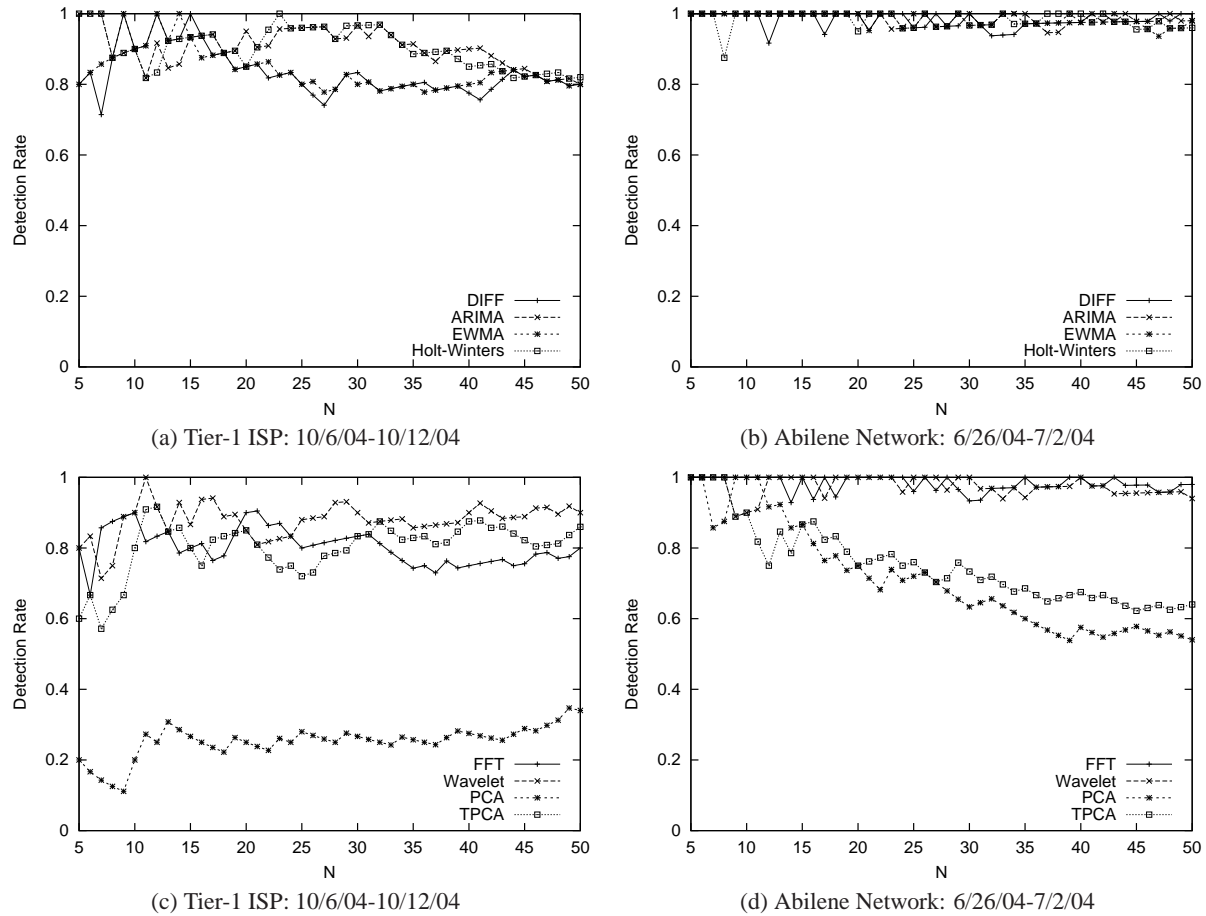 1
0.8
0.6
0.4
0.2
0
Detection Rate
5 10 15 20 25 30 35 40 45 50
N
DIFF
ARIMA
EWMA
Holt-Winters
(a) Tier-1 ISP: 10/6/04-10/12/04
1
0.8
0.6
0.4
0.2
0
Detection Rate
5 10 15 20 25 30 35 40 45 50
N
DIFF
ARIMA
EWMA
Holt-Winters
(b) Abilene Network: 6/26/04-7/2/04
1
0.8
0.6
0.4
0.2
0
Detection Rate
5 10 15 20 25 30 35 40 45 50
N
FFT
Wavelet
PCA
TPCA
(c) Tier-1 ISP: 10/6/04-10/12/04
1
0.8
0.6
0.4
0.2
0
Detection Rate
5 10 15 20 25 30 35 40 45 50
N
FFT
Wavelet
PCA
TPCA
(d) Abilene Network: 6/26/04-7/2/04